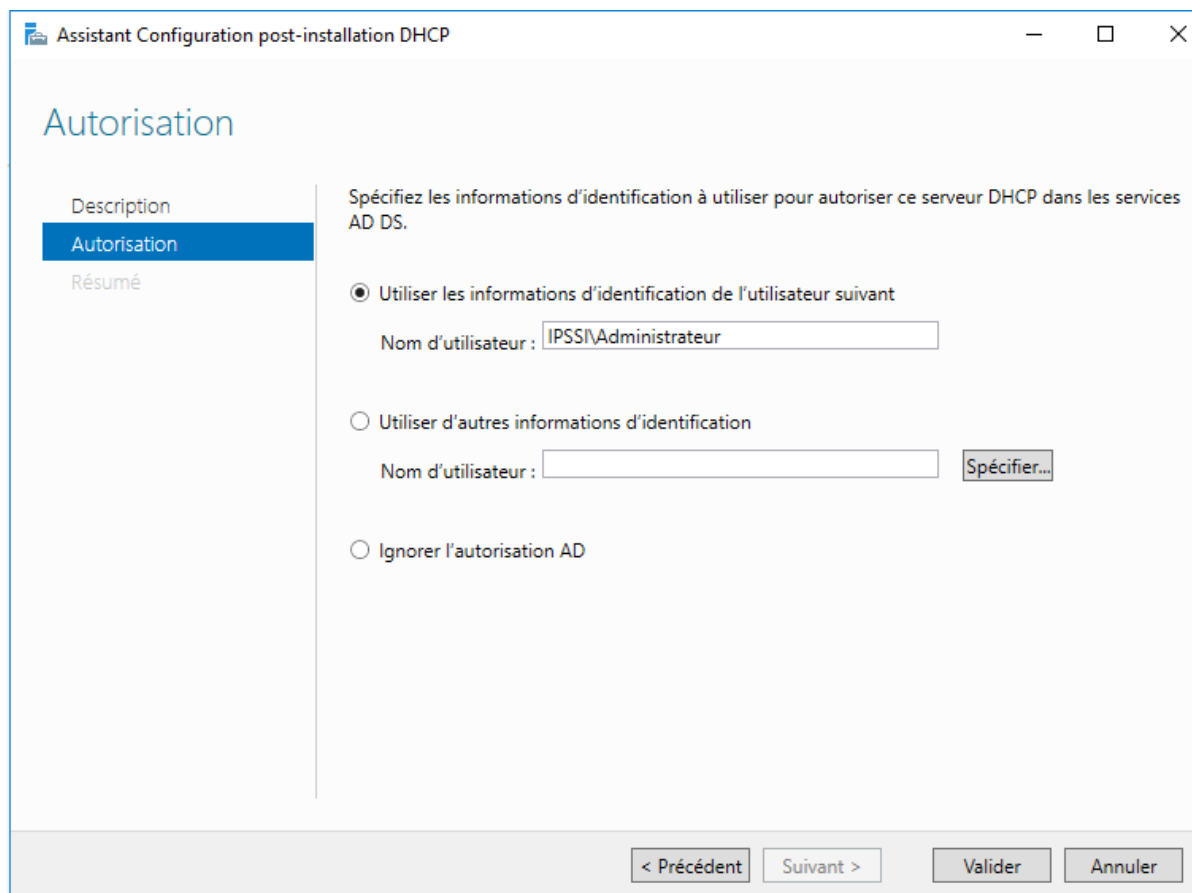 Assistant Configuration post-installation DHCP
Autorisation
Description
Autorisation
Résumé
Spécifiez les informations d’identification à utiliser pour autoriser ce serveur DHCP dans les services
AD DS.
Utiliser les informations d’identification de l’utilisateur suivant
Nom d’utilisateur : IPSSI\Administrateur
Utiliser d’autres informations d’identification
Nom d’utilisateur : Spécifier...
Ignorer l’autorisation AD
< Précédent Suivant > Valider Annuler